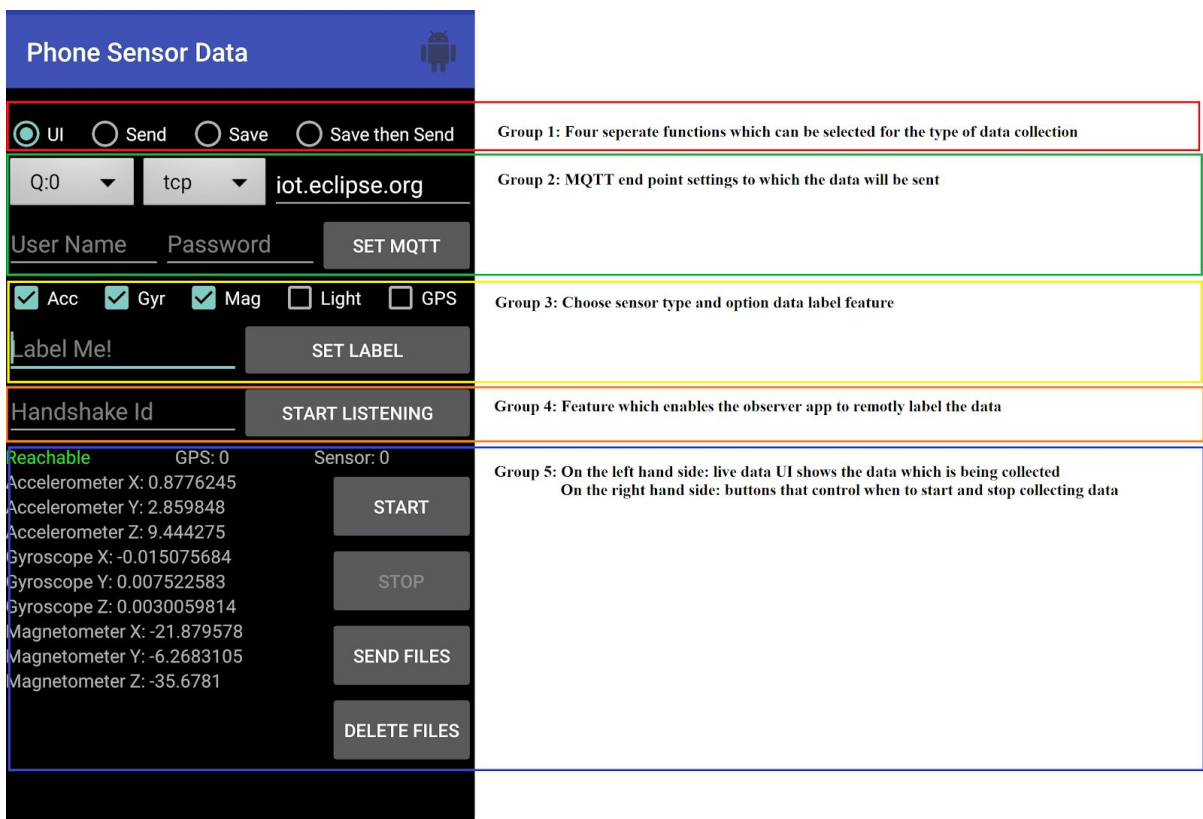 Phone Sensor Data
UI Send Save Save then Send
Group 1: Four seperate functions which can be selected for the type of data collection
Q:0 tcp iot.eclipse.org
Group 2: MQTT end point settings to which the data will be sent
User Name Password SET MQTT
Acc Gyr Mag Light GPS
Group 3: Choose sensor type and option data label feature
Label Me! SET LABEL
Handshake Id START LISTENING
Group 4: Feature which enables the observer app to remotly label the data
Reachable GPS: 0 Sensor: 0
Group 5: On the left hand side: live data UI shows the data which is being collected
On the right hand side: buttons that control when to start and stop collecting data
Accelerometer X: 0.8776245
Accelerometer Y: 2.859848
Accelerometer Z: 9.444275
Gyroscope X: -0.015075684
Gyroscope Y: 0.007522583
Gyroscope Z: 0.0030059814
Magnetometer X: -21.879578
Magnetometer Y: -6.2683105
Magnetometer Z: -35.6781
START
STOP
SEND FILES
DELETE FILES